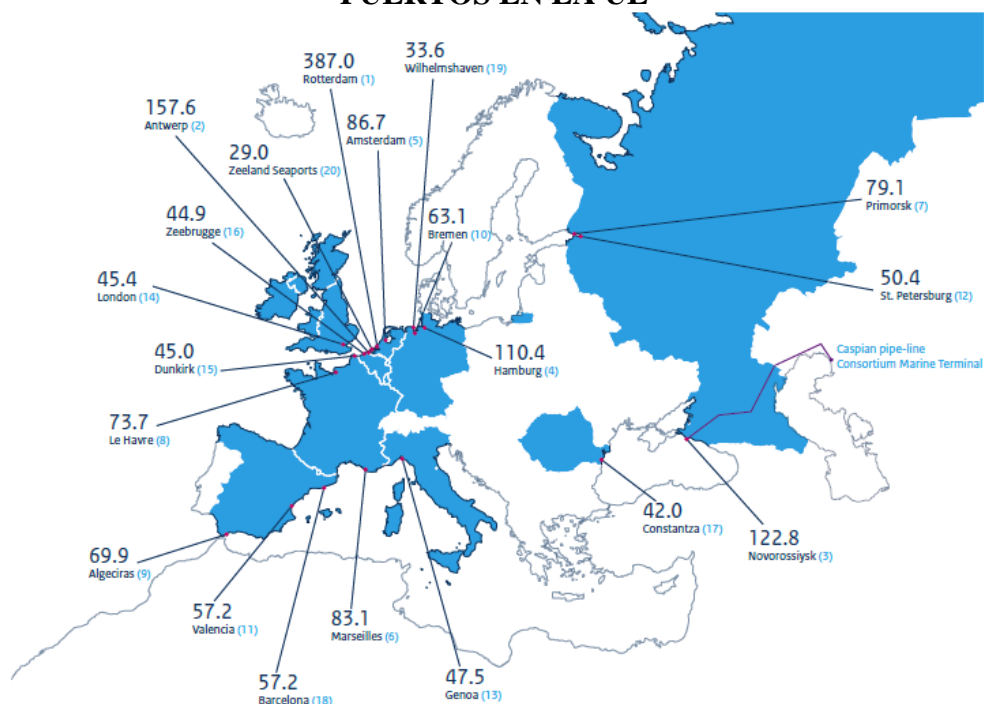 PUERTOS EN LA UE
387.0
Rotterdam (1)
33.6
Wilhelmshaven (19)
157.6
Antwerp (2)
86.7
Amsterdam (5)
29.0
Zeeland Seaports (20)
79.1
Primorsk (7)
44.9
Zeebrugge (16)
63.1
Bremen (10)
45.4
London (14)
50.4
St. Petersburg (12)
45.0
Dunkirk (15)
110.4
Hamburg (4)
Caspian pipe-line
Consortium Marine Terminal
73.7
Le Havre (8)
42.0
Constantza (17)
122.8
Novorossiysk (3)
69.9
Algeciras (9)
57.2
Valencia (11)
83.1
Marseilles (6)
57.2
Barcelona (18)
47.5
Genoa (13)